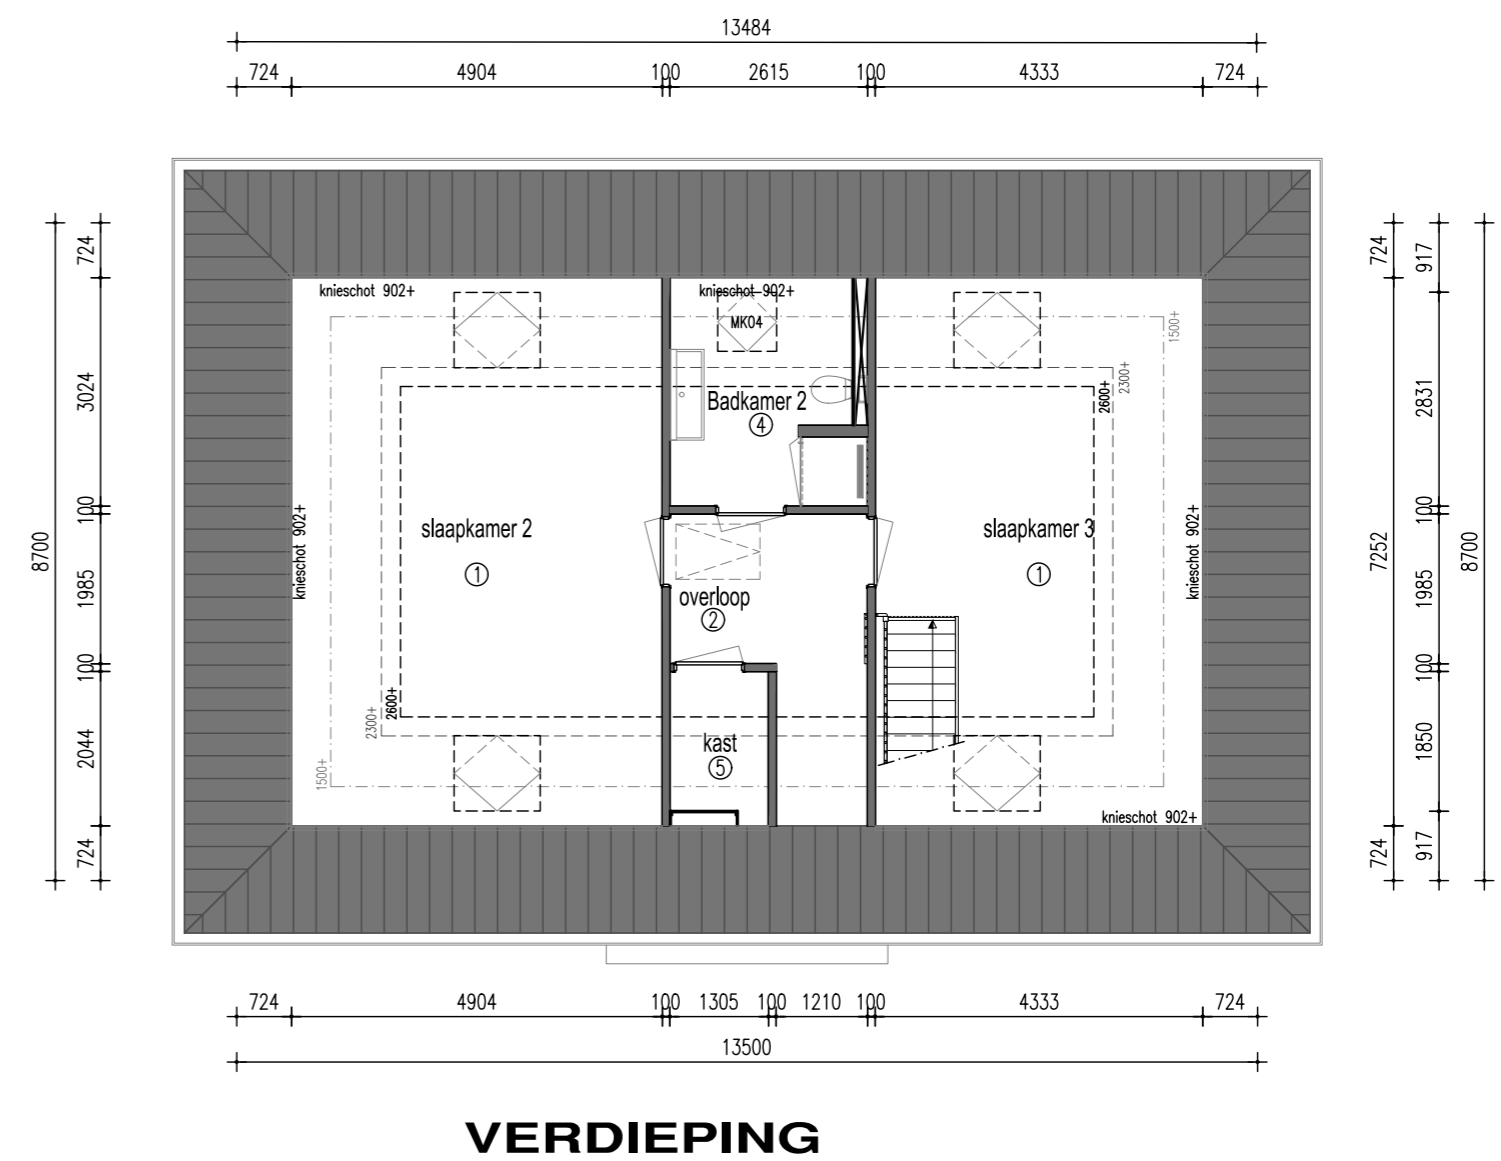 13484
724 4904 100 2615 100 4333 724
knieschot 902+
knieschot 902+
MK04
1500+
2300+
2600+
724
3024
100
1985
100
2044
724
8700
724
7252
724
917
2831
100
1985
100
1850
917
8700
Badkamer 2
4
slaapkamer 2
1
slaapkamer 3
1
knieschot 902+
knieschot 902+
overloop
2
2600+
2300+
1500+
kast
5
knieschot 902+
724 4904 100 1305 100 1210 100 4333 724
13500
VERDIEPING